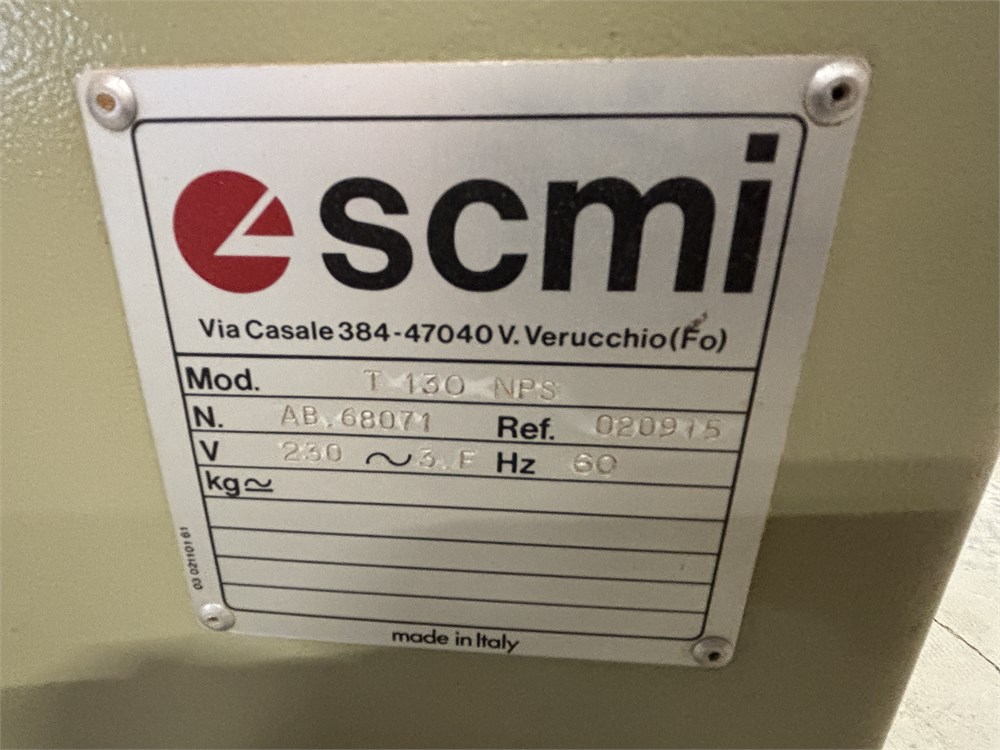 scmi
Via Casale 384-47040 V. Verucchio (Fo)
Mod. T 130 NPS
N. AB.68071 Ref. 020915
V 230 ~ 3.F Hz 60
kg≃
03 021101 61
made in Italy